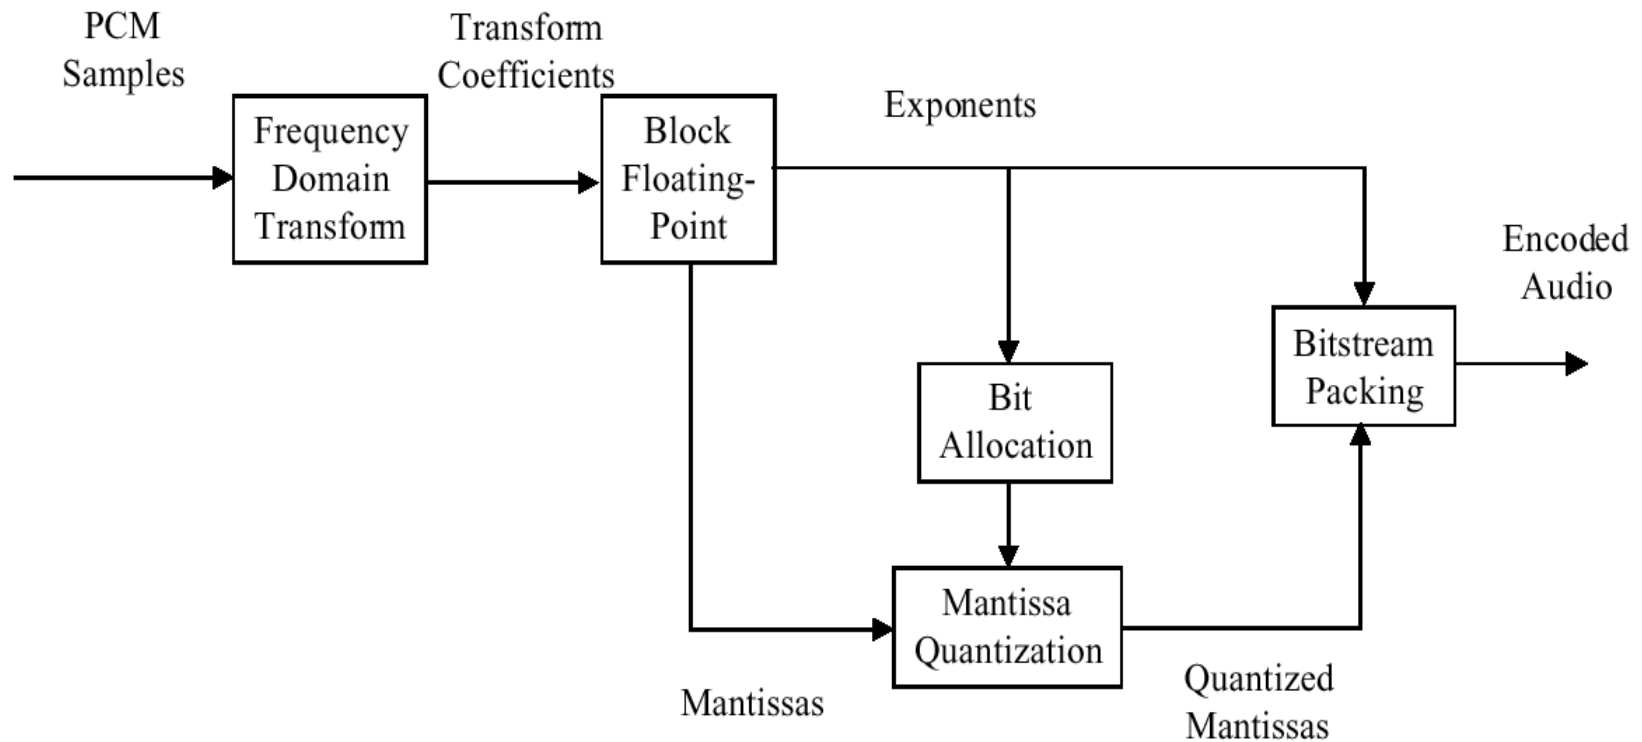 PCM
Samples
Transform
Coefficients
Frequency
Domain
Transform
Block
Floating-
Point
Exponents
Encoded
Audio
Bitstream
Packing
Bit
Allocation
Mantissa
Quantization
Mantissas
Quantized
Mantissas